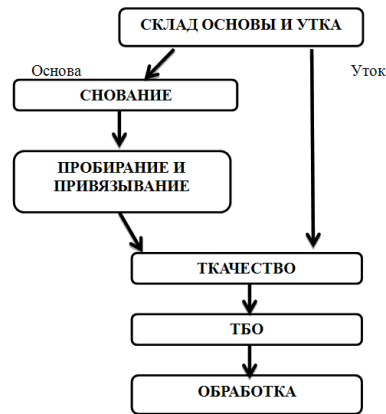 СКЛАД ОСНОВЫ И УТКА
Основа
Уток
СНОВАНИЕ
ПРОБИРАНИЕ И
ПРИВЯЗЫВАНИЕ
ТКАЧЕСТВО
ТБО
ОБРАБОТКА